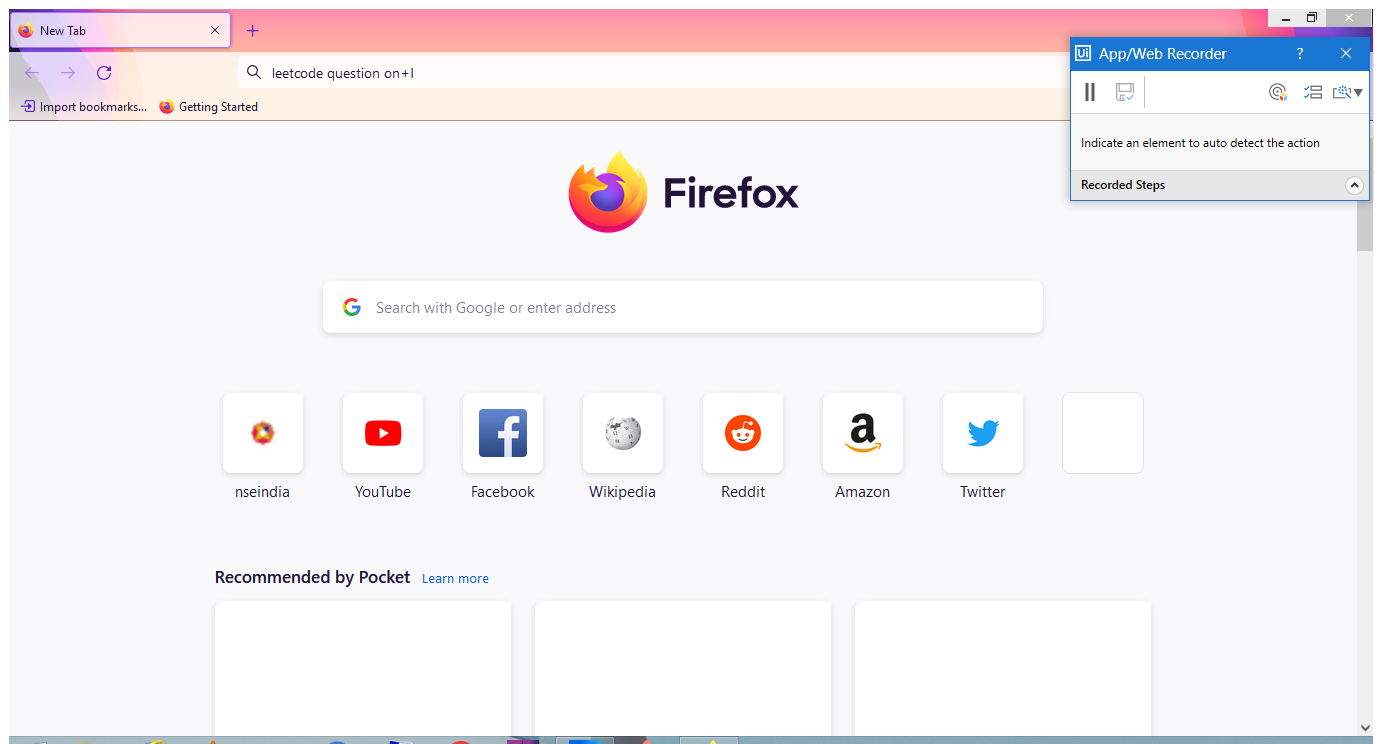 New Tab
leetcode question on+l
Import bookmarks...
Getting Started
Ui App/Web Recorder ?
Indicate an element to auto detect the action
Recorded Steps
Firefox
Search with Google or enter address
nseindia
YouTube
Facebook
Wikipedia
Reddit
Amazon
Twitter
Recommended by Pocket Learn more